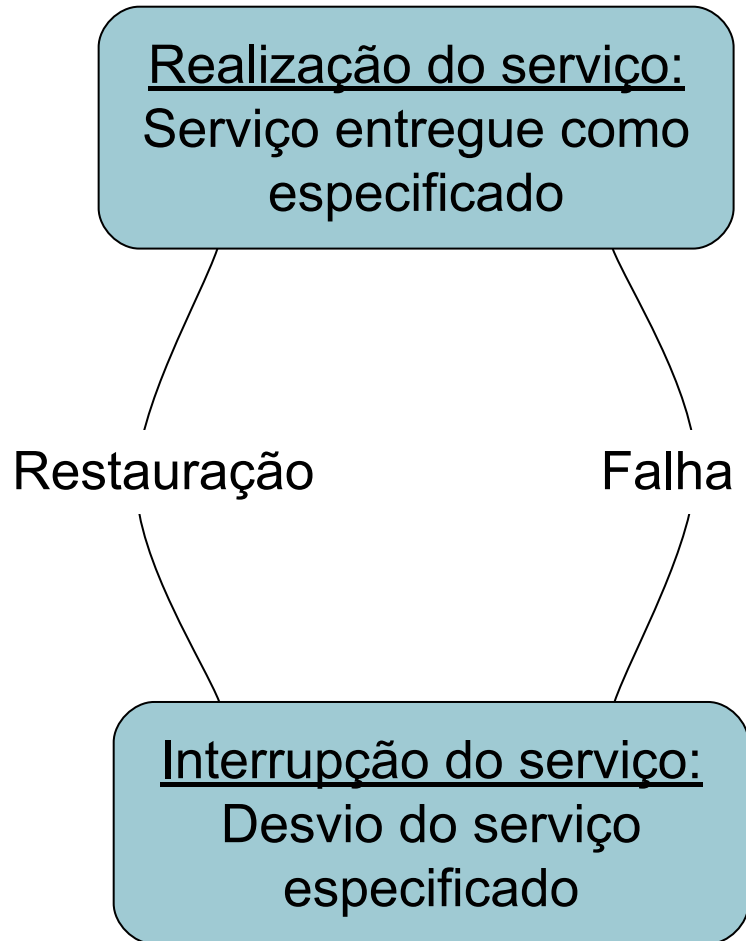 Realização do serviço:
Serviço entregue como
especificado
Restauração
Falha
Interrupção do serviço:
Desvio do serviço
especificado